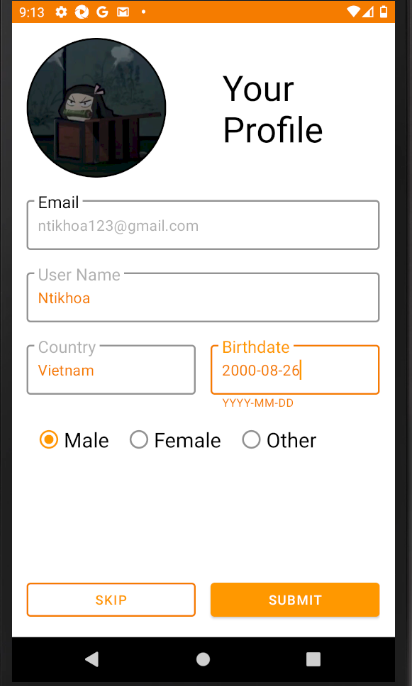 9:13
Your
Profile
Email
ntikhoa123@gmail.com
User Name
Ntikhoa
Country
Birthdate
Vietnam
2000-08-26
YYYY-MM-DD
Male
Female
Other
SKIP
SUBMIT